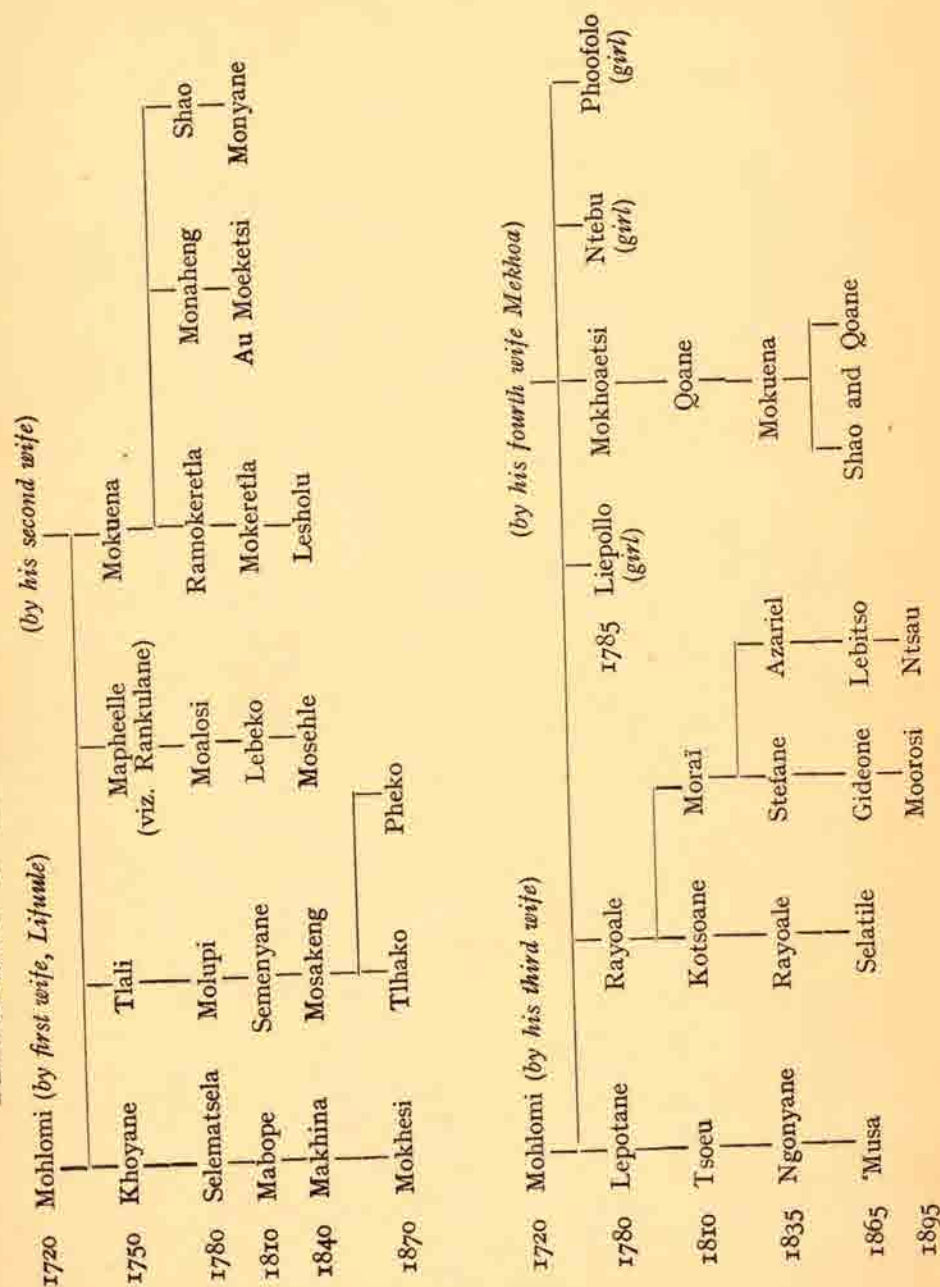 1720 Mohlomi (by first wife, Lifuule) (by his second wife)
1750 Khoyane Tlali Mapheelle Mokuena
(viz. Rankulane)
1780 Selematsela Molupi Moalosi Ramokeretla Monaheng Shao
1810 Mabope Semenyane Lebeko Mokeretla Au Moeketsi Monyane
1840 Makhina Mosakeng Mosehle Lesholu
1870 Mokhesi Tlhako Pheko
1720 Mohlomi (by his third wife) (by his fourth wife Mekhoa)
1780 Lepotane Rayoale 1785 Liepollo Mokhoaetsi Ntebu Phoofolo
(girl) (girl) (girl)
1810 Tsoeu Kotsoane Moraï Qoane
1835 Ngonyane Rayoale Stefane Azariel Mokuena
1865 'Musa Selatile Gideone Lebitso Shao and Qoane
1895 Moorosi Ntsau